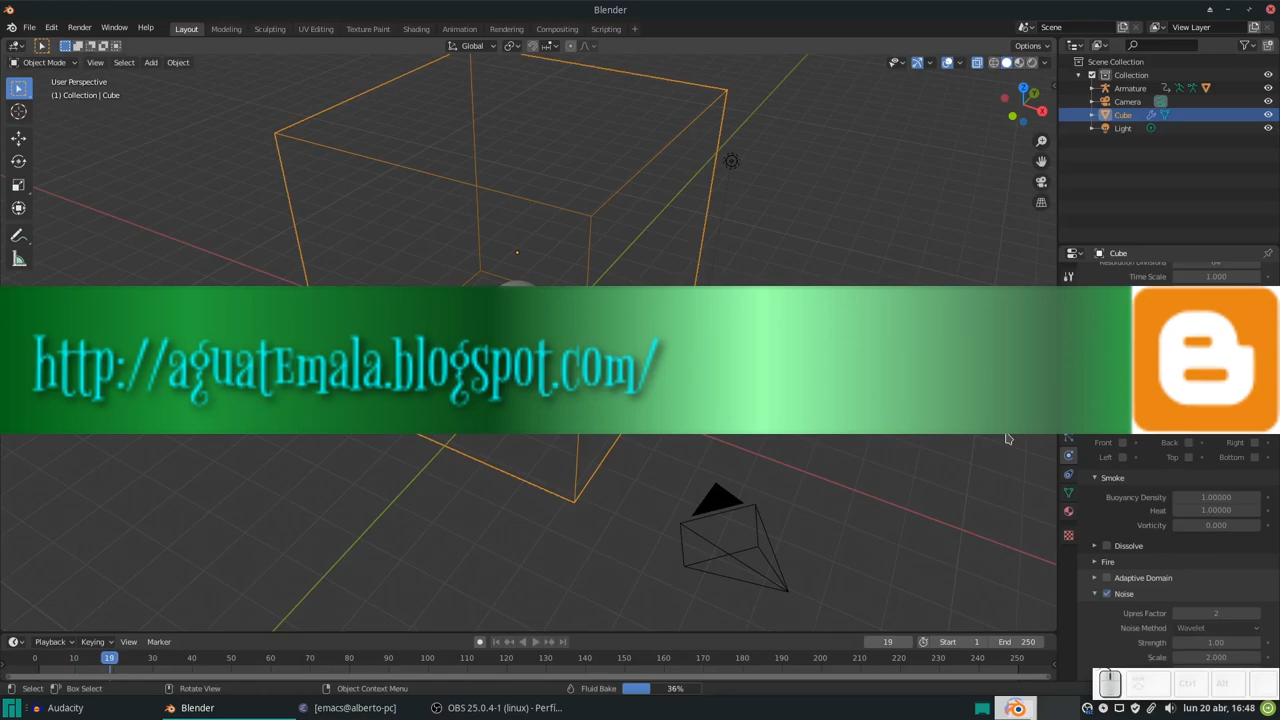 Blender
File Edit Render Window Help
Layout Modeling Sculpting UV Editing Texture Paint Shading Animation Rendering Compositing Scripting
Scene
View Layer
Global
Options
Object Mode View Select Add Object
User Perspective
(1) Collection | Cube
Scene Collection
Collection
Armature
Camera
Cube
Light
Z
Y
X
Cube
Resolution Divisions 64
Time Scale 1.000
http://aguatEmala.blogspot.com/
Front Back Right
Left Top Bottom
Smoke
Buoyancy Density 1.00000
Heat 1.00000
Vorticity 0.000
Dissolve
Fire
Adaptive Domain
Noise
Upres Factor 2
Noise Method Wavelet
Strength 1.00
Scale 2.000
Playback Keying View Marker
19 Start 1 End 250
0 10 19 30 40 50 60 70 80 90 100 110 120 130 140 150 160 170 180 190 200 210 220 230 240 250
Select Box Select Rotate View Object Context Menu Fluid Bake 36%
Ctrl Alt
Audacity Blender [emacs@alberto-pc] OBS 25.0.4-1 (linux) - Perfi...
lun 20 abr, 16:48